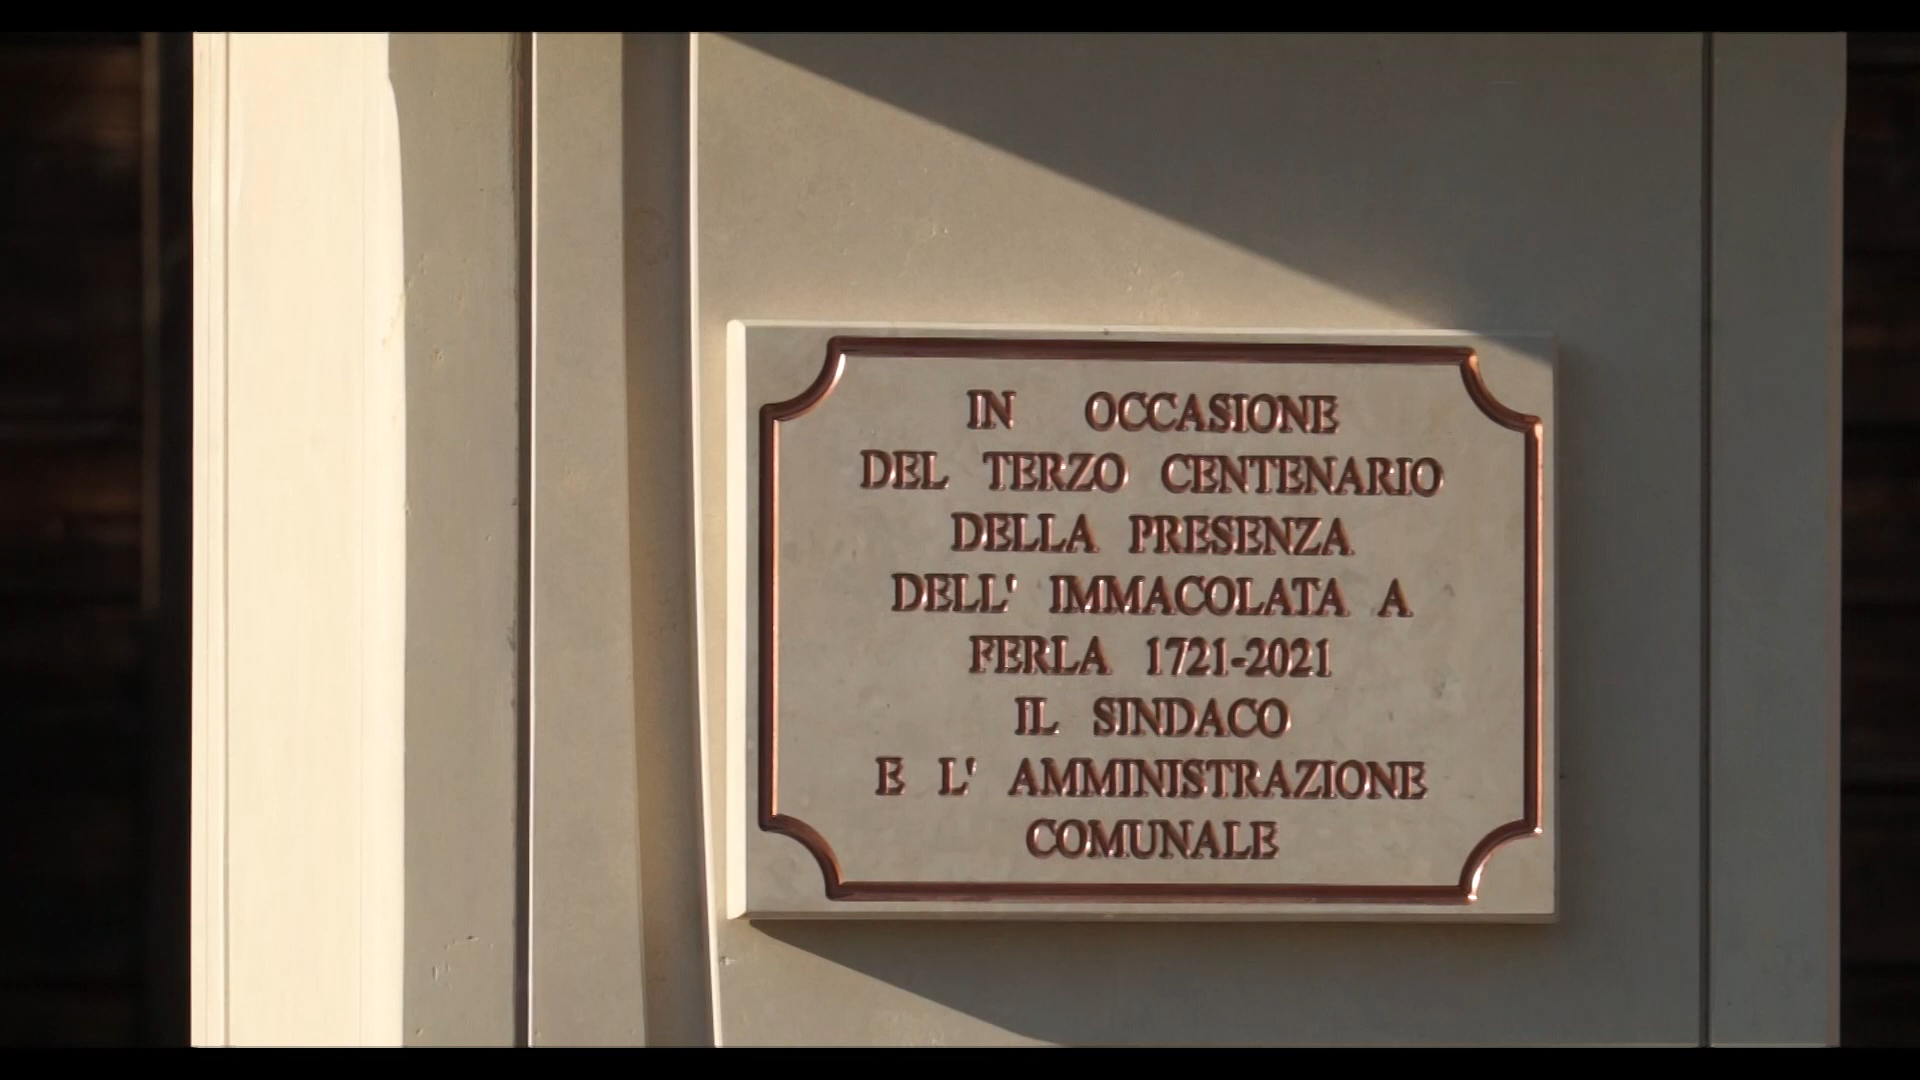 IN OCCASIONE
DEL TERZO CENTENARIO
DELLA PRESENZA
DELL' IMMACOLATA A
FERLA 1721-2021
IL SINDACO
E L' AMMINISTRAZIONE
COMUNALE